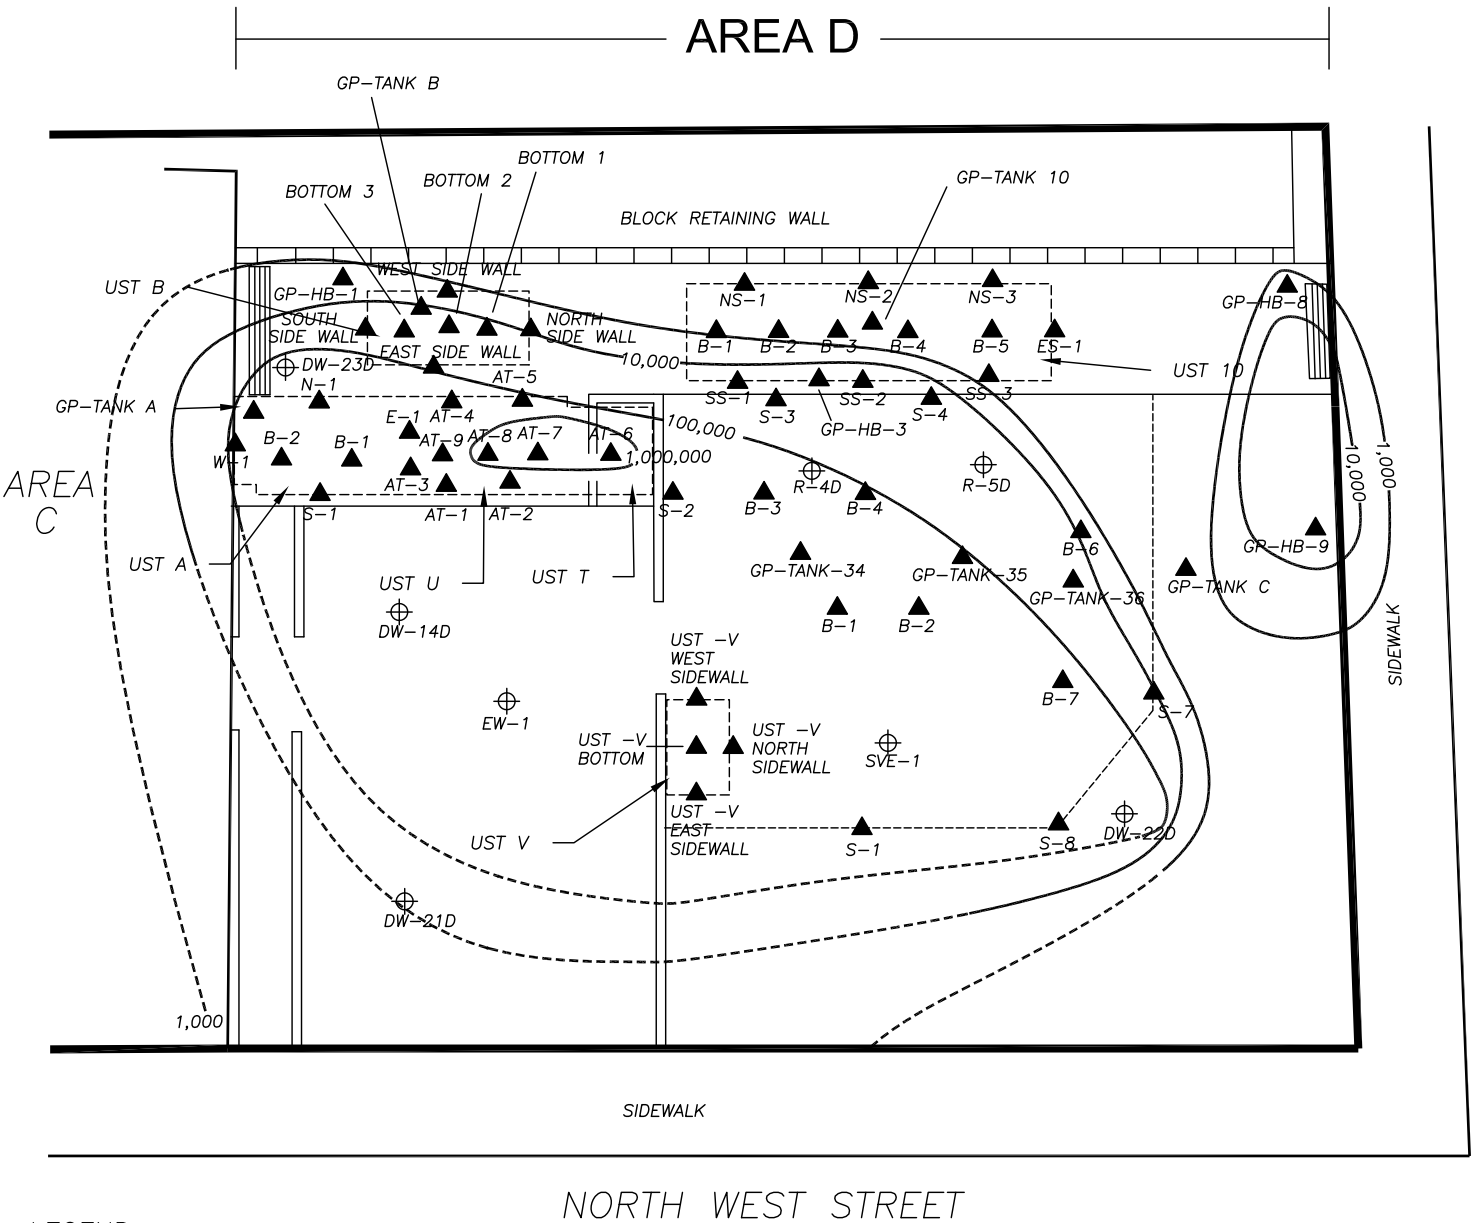 AREA D
GP-TANK B
BOTTOM 1
BOTTOM 2
BOTTOM 3
GP-TANK 10
BLOCK RETAINING WALL
WEST SIDE WALL
UST B
GP-HB-1
NS-1
NS-2
NS-3
GP-HB-8
SOUTH
SIDE WALL
NORTH
SIDE WALL
B-1
B-2
B-3
B-4
B-5
ES-1
EAST SIDE WALL
10,000
DW-23D
UST 10
N-1
AT-5
SS-1
S-3
SS-2
S-4
SS-3
GP-TANK A
E-1
AT-4
100,000
GP-HB-3
B-2
B-1
AT-9
AT-8
AT-7
AT-6
W-1
1,000,000
10,000
1,000
AREA
C
AT-3
R-4D
R-5D
S-1
AT-1
AT-2
S-2
B-3
B-4
B-6
GP-HB-9
UST A
UST U
UST T
GP-TANK-34
GP-TANK-35
GP-TANK-36
GP-TANK C
DW-14D
B-1
B-2
SIDEWALK
UST -V
WEST
SIDEWALL
B-7
S-7
EW-1
UST -V
BOTTOM
UST -V
NORTH
SIDEWALL
SVE-1
UST -V
EAST
SIDEWALL
UST V
S-1
S-8
DW-22D
DW-21D
1,000
SIDEWALK
NORTH WEST STREET
LEGEND